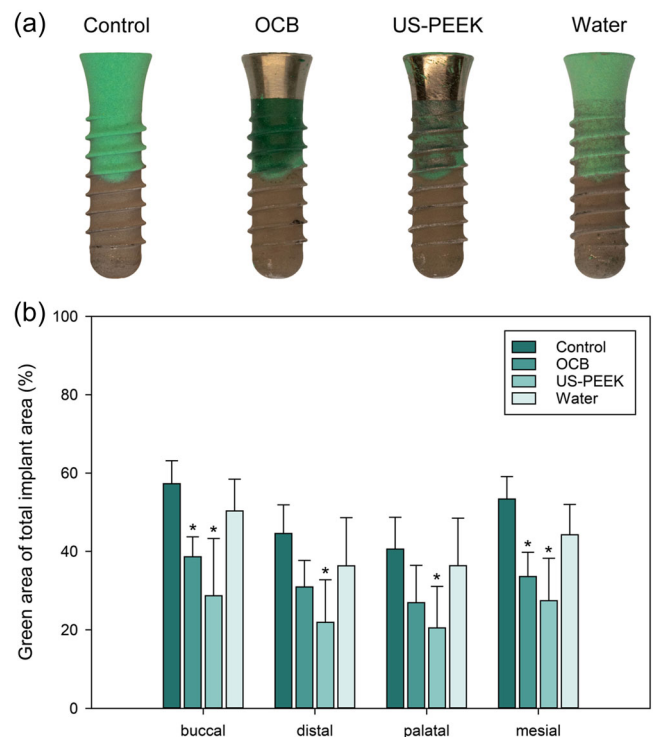 (a)
Control OCB US-PEEK Water
(b)
Green area of total implant area (%)
100
80
60
40
20
0
Control
OCB
US-PEEK
Water
* *
*
*
* *
buccal distal palatal mesial